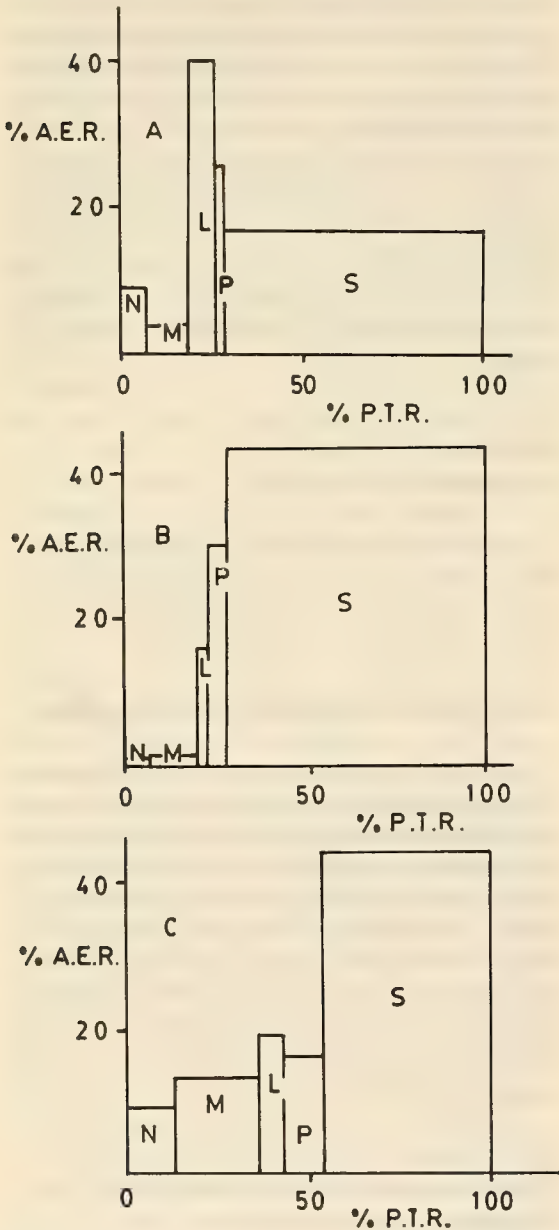 40
% A.E.R. A
20
L
P S
N M
0 50 100
% P.T.R.
40
% A.E.R. B
P
20 S
L
N M
0 50 100
% P.T.R.
40
C
% A.E.R.
S
20
L
M
N P
0 50 100
% P.T.R.